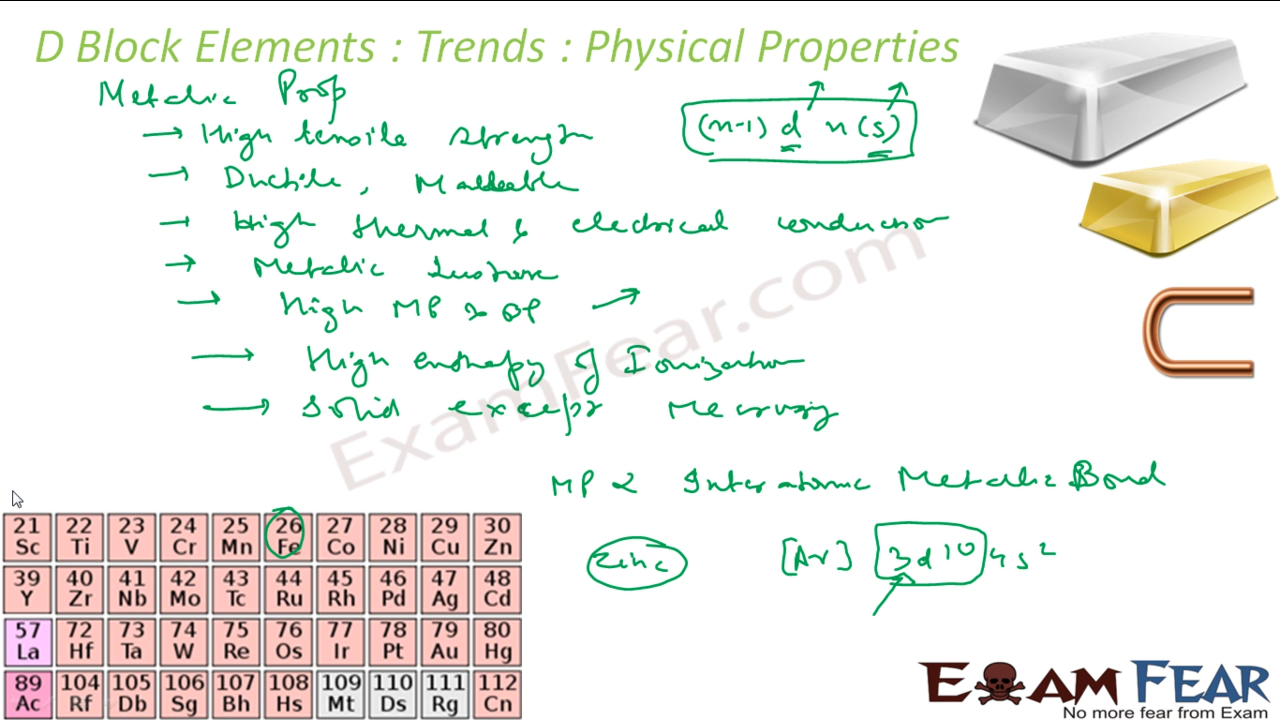 D Block Elements : Trends : Physical Properties
Metalic Prop
(n-1) d n(s)
→ High tensile strength
→ Ductile, Malleable
→ High thermal & electrical conductor
→ Metalic Lusture
→ High MP & BP →
→ High enthalpy of Ionization
→ Solid except Mercury
MP ∝ Interatomic Metallic Bond
Zinc [Ar] 3d10 4s2
ExamFear.com
21 22 23 24 25 26 27 28 29 30
Sc Ti V Cr Mn Fe Co Ni Cu Zn
39 40 41 42 43 44 45 46 47 48
Y Zr Nb Mo Tc Ru Rh Pd Ag Cd
57 72 73 74 75 76 77 78 79 80
La Hf Ta W Re Os Ir Pt Au Hg
89 104 105 106 107 108 109 110 111 112
Ac Rf Db Sg Bh Hs Mt Ds Rg Cn
EXAM FEAR
No more fear from Exam